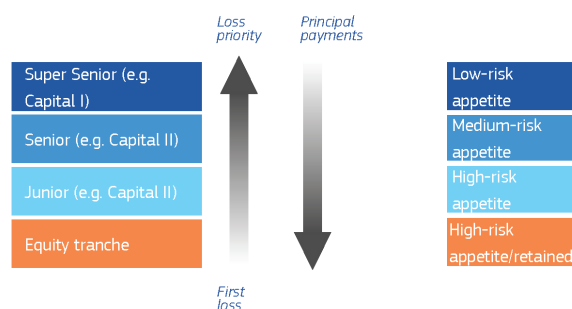 Loss
priority
Principal
payments
Super Senior (e.g.
Capital I)
Senior (e.g. Capital II)
Junior (e.g. Capital II)
Equity tranche
Low-risk
appetite
Medium-risk
appetite
High-risk
appetite
High-risk
appetite/retained
First
loss